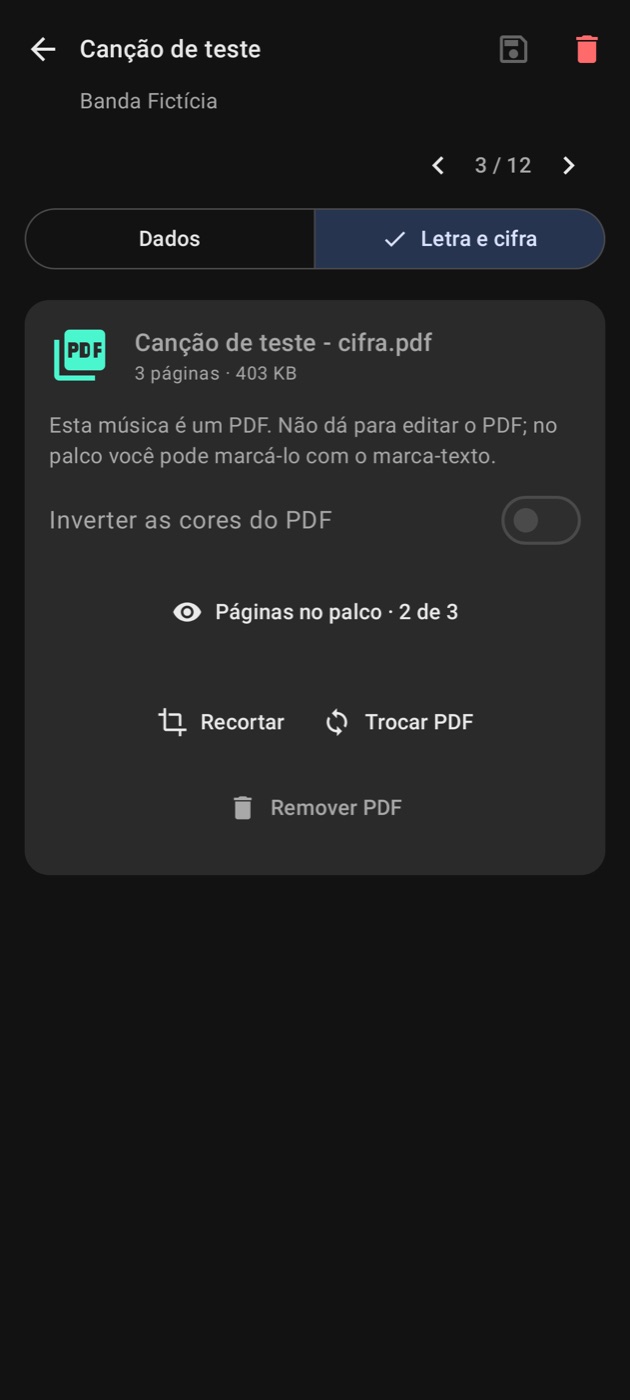 Canção de teste
Banda Fictícia
3 / 12
Dados
Letra e cifra
PDF
Canção de teste - cifra.pdf
3 páginas · 403 KB
Esta música é um PDF. Não dá para editar o PDF; no
palco você pode marcá-lo com o marca-texto.
Inverter as cores do PDF
Páginas no palco · 2 de 3
Recortar
Trocar PDF
Remover PDF